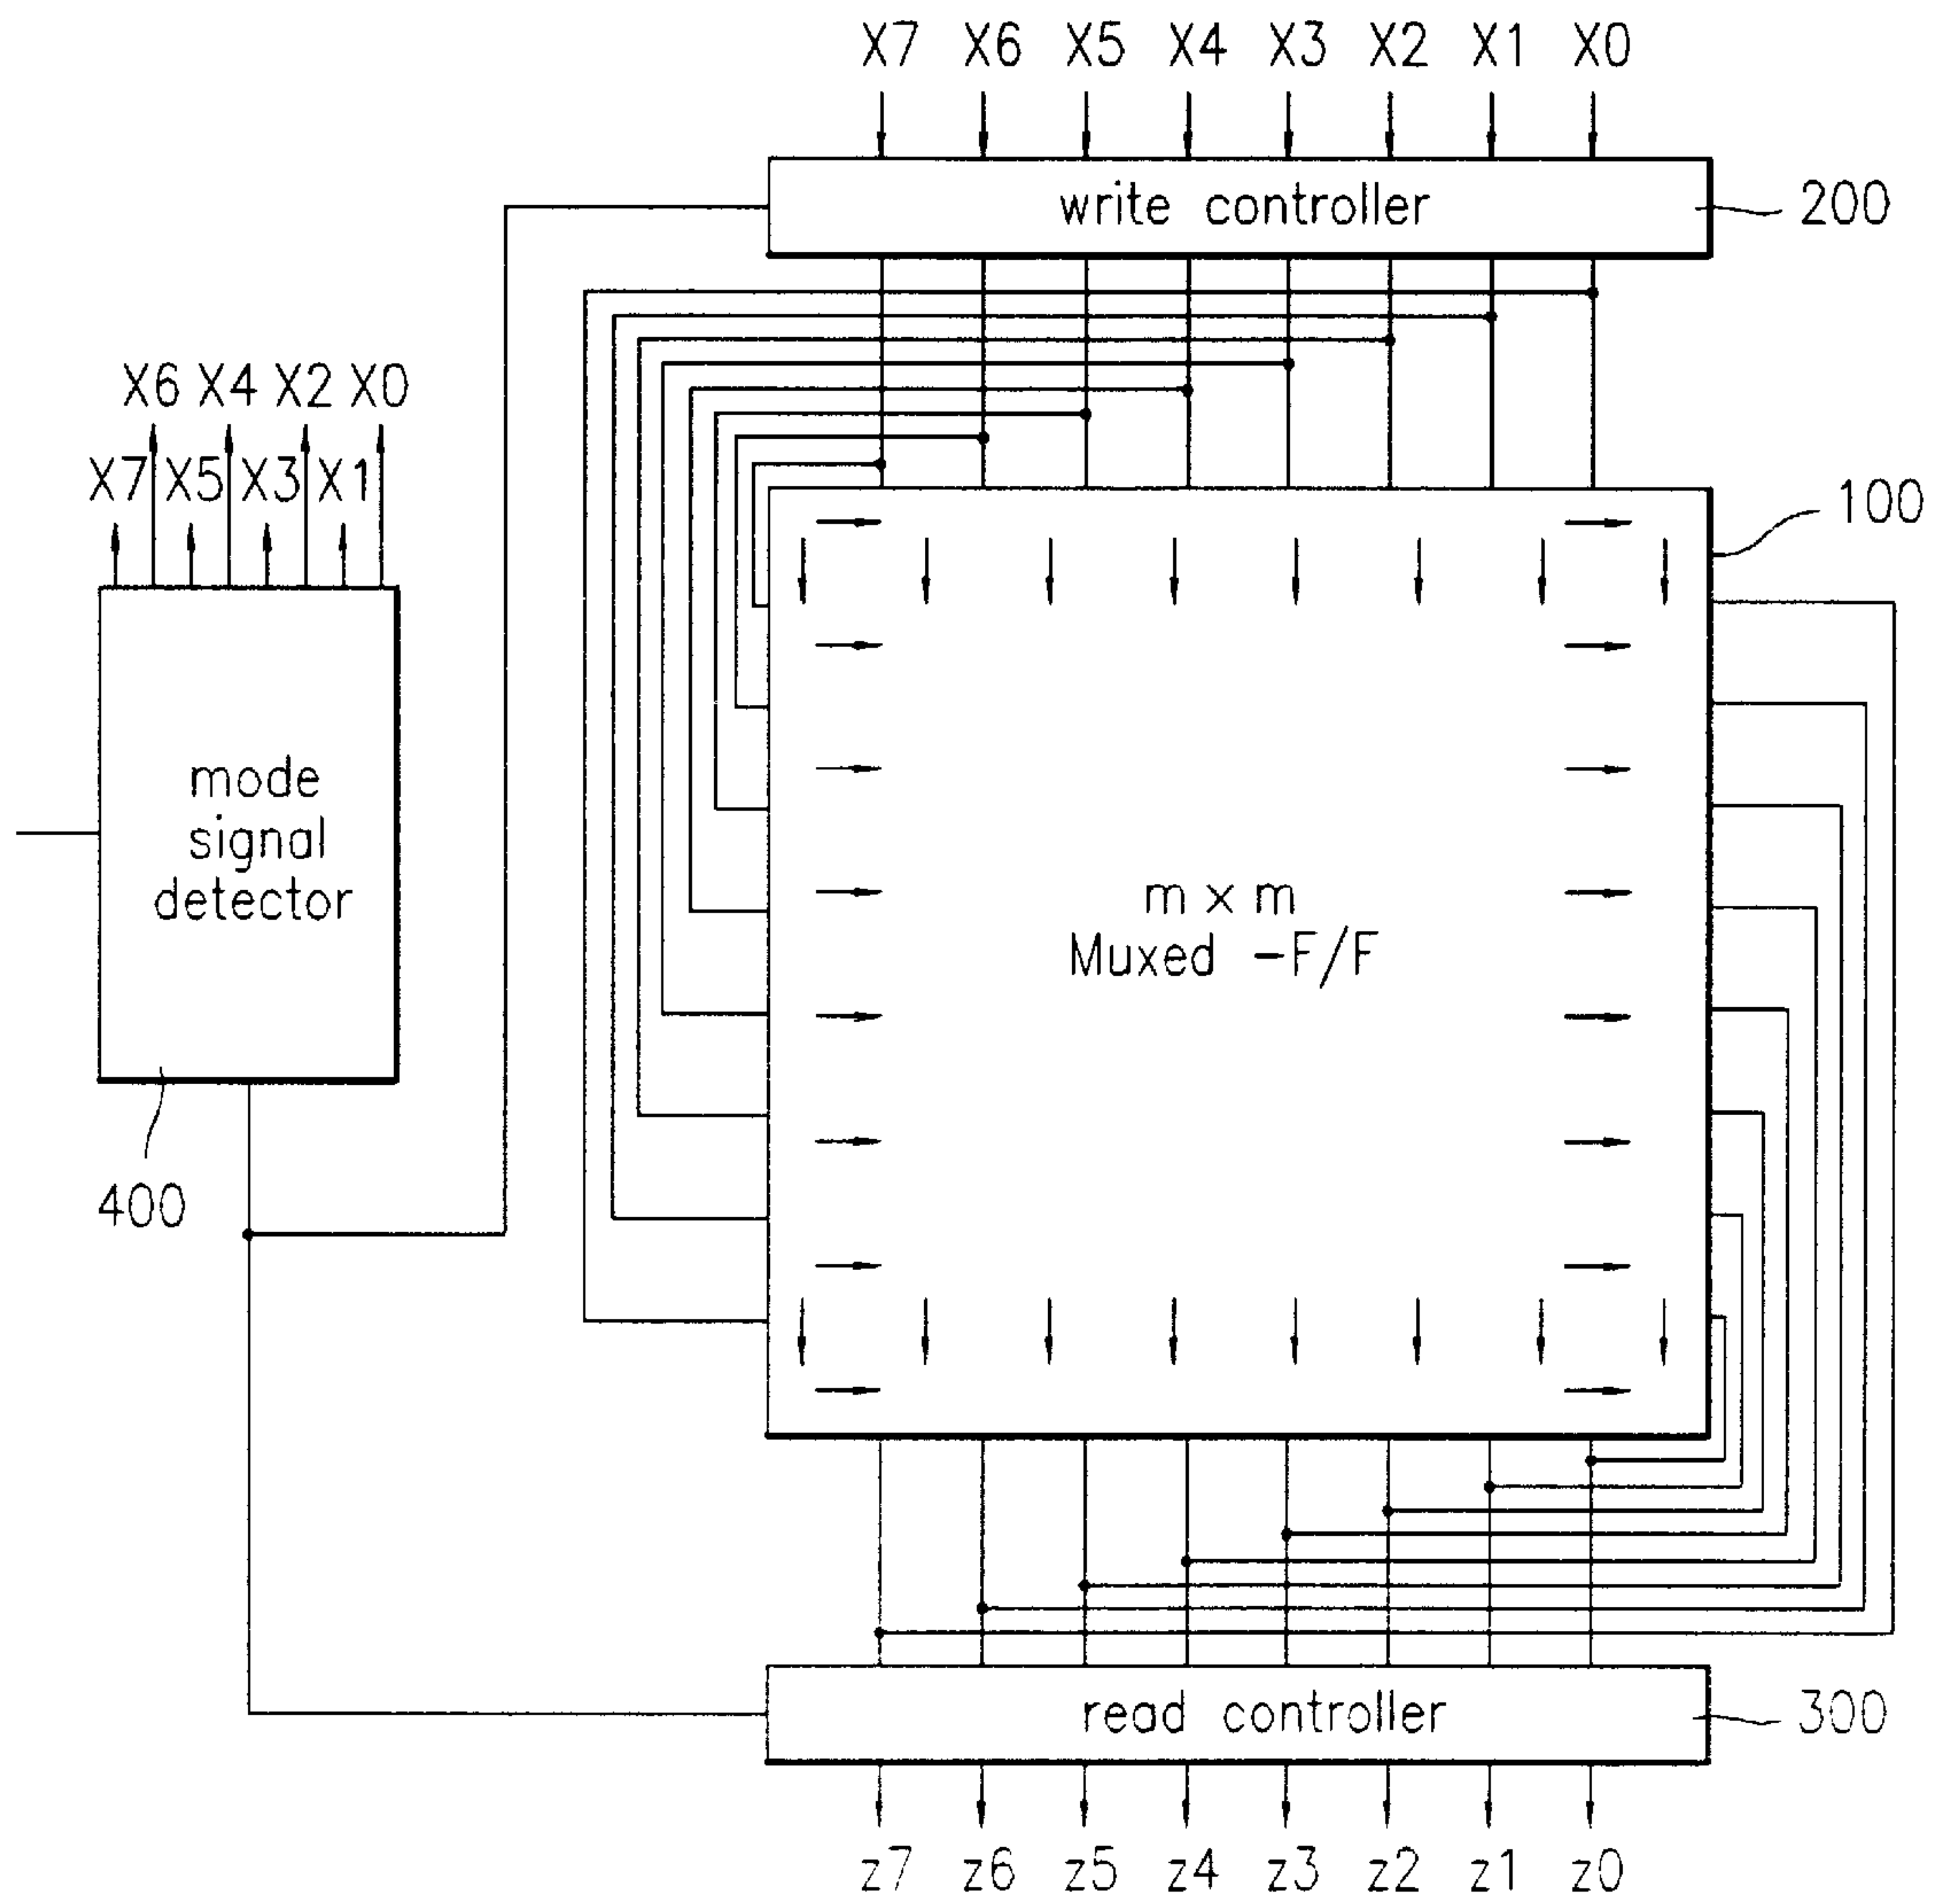 X7 X6 X5 X4 X3 X2 X1 X0
write controller
200
X6 X4 X2 X0
X7 X5 X3 X1
100
mode
signal
detector
m × m
Muxed -F/F
400
read controller
300
z7 z6 z5 z4 z3 z2 z1 z0